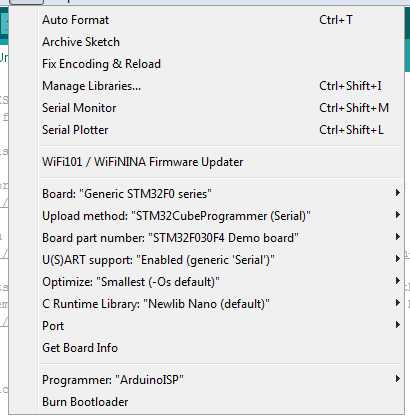 Auto Format Ctrl+T
Archive Sketch
Fix Encoding & Reload
Manage Libraries... Ctrl+Shift+I
Serial Monitor Ctrl+Shift+M
Serial Plotter Ctrl+Shift+L
WiFi101 / WiFiNINA Firmware Updater
Board: "Generic STM32F0 series"
Upload method: "STM32CubeProgrammer (Serial)"
Board part number: "STM32F030F4 Demo board"
U(S)ART support: "Enabled (generic 'Serial')"
Optimize: "Smallest (-Os default)"
C Runtime Library: "Newlib Nano (default)"
Port
Get Board Info
Programmer: "ArduinoISP"
Burn Bootloader